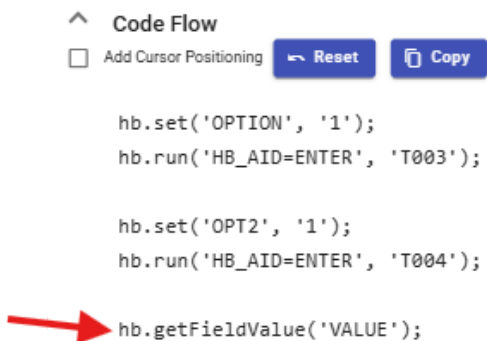 Code Flow
Add Cursor Positioning Reset Copy
hb.set('OPTION', '1');
hb.run('HB_AID=ENTER', 'T003');
hb.set('OPT2', '1');
hb.run('HB_AID=ENTER', 'T004');
hb.getFieldValue('VALUE');